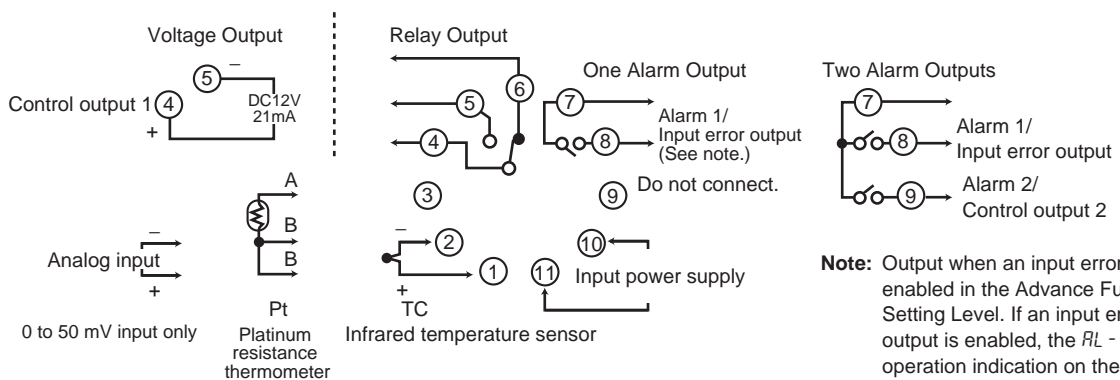 Voltage Output
Relay Output
5
–
Control output 1
4
+
DC12V
21mA
6
5
4
One Alarm Output
7
8
Alarm 1/
Input error output
(See note.)
Two Alarm Outputs
7
8
Alarm 1/
Input error output
9
Alarm 2/
Control output 2
3
9
Do not connect.
A
B
B
Pt
Platinum
resistance
thermometer
–
Analog input
+
0 to 50 mV input only
–
2
1
+
TC
Infrared temperature sensor
10
11
Input power supply
Note: Output when an input error
enabled in the Advance Fu
Setting Level. If an input er
output is enabled, the AL -
operation indication on the